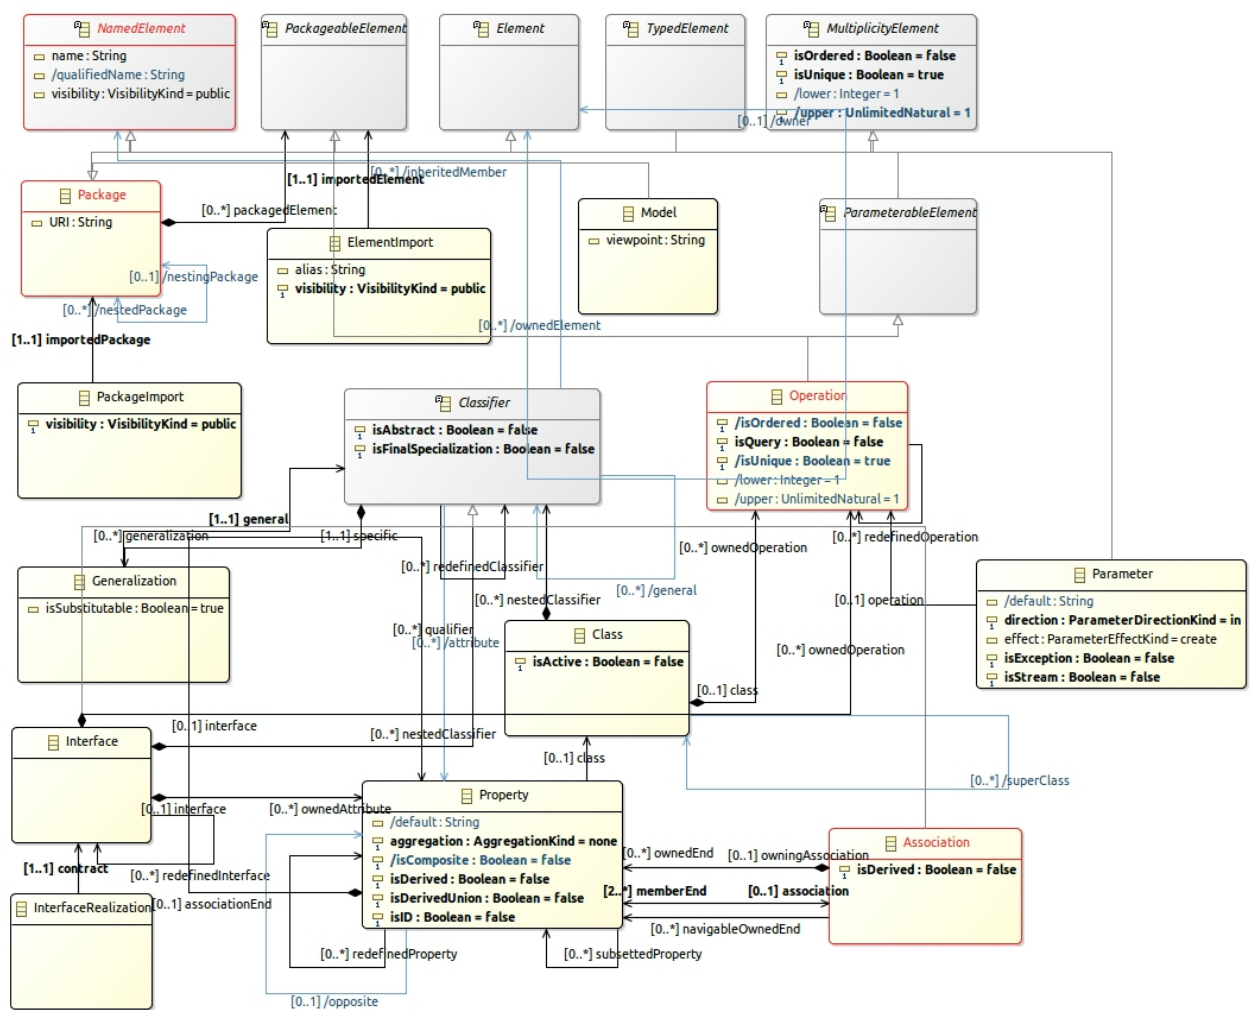 NamedElement
name : String
/qualifiedName : String
visibility : VisibilityKind = public
PackageableElement
Element
TypedElement
MultiplicityElement
isOrdered : Boolean = false
isUnique : Boolean = true
/lower : Integer = 1
/upper : UnlimitedNatural = 1
[0..1] /owner
[0..*] /inheritedMember
[1..1] importedElement
Package
URI : String
[0..*] packagedElement
[0..1] /nestingPackage
[0..*] /nestedPackage
[1..1] importedPackage
ElementImport
alias : String
visibility : VisibilityKind = public
Model
viewpoint : String
ParameterableElement
[0..*] /ownedElement
PackageImport
visibility : VisibilityKind = public
Classifier
isAbstract : Boolean = false
isFinalSpecialization : Boolean = false
Operation
/isOrdered : Boolean = false
isQuery : Boolean = false
/isUnique : Boolean = true
/lower : Integer = 1
/upper : UnlimitedNatural = 1
[1..1] general
[0..*] generalization
[1..1] specific
[0..*] redefinedClassifier
[0..*] ownedOperation
[0..*] redefinedOperation
Generalization
isSubstitutable : Boolean = true
[0..*] /general
[0..*] nestedClassifier
[0..1] operation
Parameter
/default : String
direction : ParameterDirectionKind = in
effect : ParameterEffectKind = create
isException : Boolean = false
isStream : Boolean = false
[0..*] qualifier
[0..*] /attribute
Class
isActive : Boolean = false
[0..*] ownedOperation
[0..1] class
[0..1] interface
[0..*] nestedClassifier
Interface
[0..1] class
[0..*] /superClass
[0..1] interface
[0..*] ownedAttribute
Property
/default : String
aggregation : AggregationKind = none
/isComposite : Boolean = false
isDerived : Boolean = false
isDerivedUnion : Boolean = false
isID : Boolean = false
[0..*] ownedEnd
[0..1] owningAssociation
Association
isDerived : Boolean = false
[1..1] contract
[0..*] redefinedInterface
[2..*] memberEnd
[0..1] association
InterfaceRealization
[0..1] associationEnd
[0..*] navigableOwnedEnd
[0..*] redefinedProperty
[0..*] subsettedProperty
[0..1] /opposite